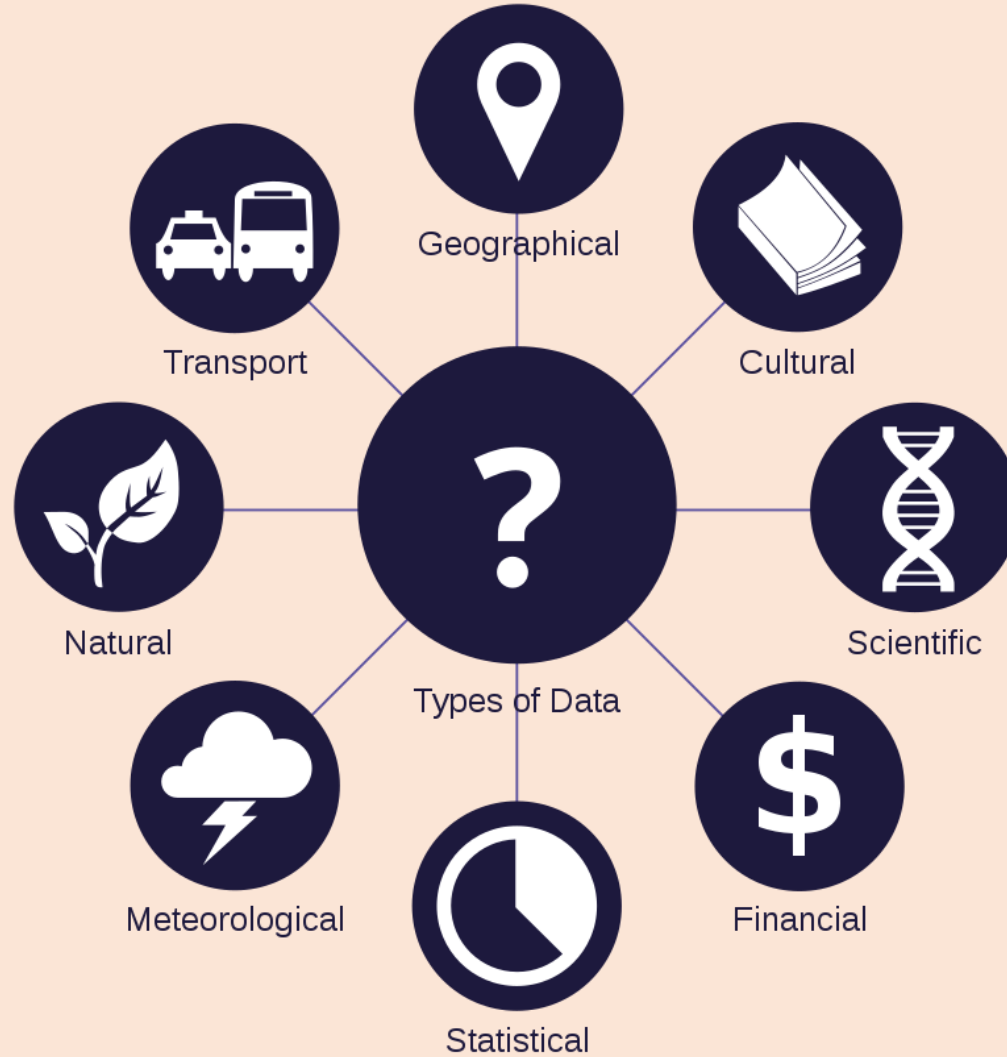 Geographical
Transport
Cultural
?
Natural
Scientific
Types of Data
$
Meteorological
Financial
Statistical